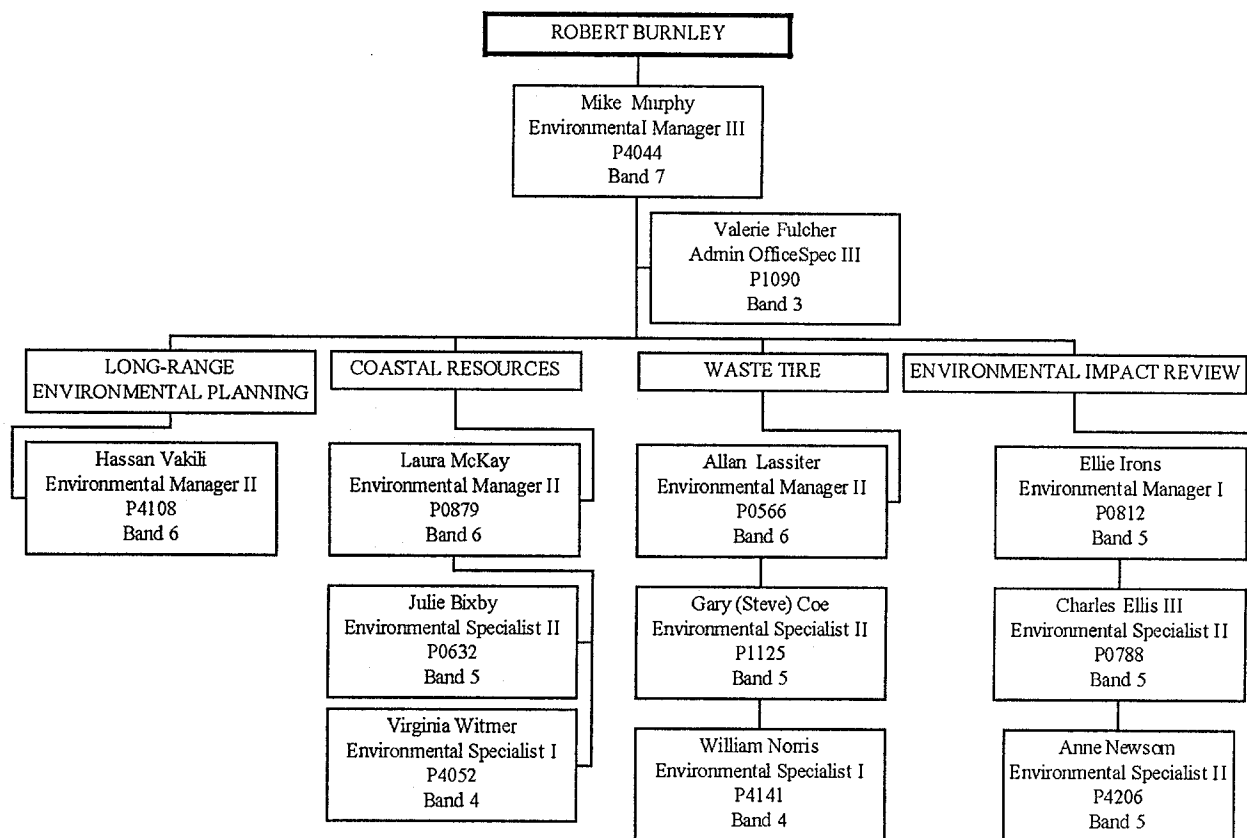 ROBERT BURNLEY
Mike Murphy
Environmental Manager III
P4044
Band 7
Valerie Fulcher
Admin OfficeSpec III
P1090
Band 3
LONG-RANGE
ENVIRONMENTAL PLANNING
Hassan Vakili
Environmental Manager II
P4108
Band 6
COASTAL RESOURCES
Laura McKay
Environmental Manager II
P0879
Band 6
Julie Bixby
Environmental Specialist II
P0632
Band 5
Virginia Witmer
Environmental Specialist I
P4052
Band 4
WASTE TIRE
Allan Lassiter
Environmental Manager II
P0566
Band 6
Gary (Steve) Coe
Environmental Specialist II
P1125
Band 5
William Norris
Environmental Specialist I
P4141
Band 4
ENVIRONMENTAL IMPACT REVIEW
Ellie Irons
Environmental Manager I
P0812
Band 5
Charles Ellis III
Environmental Specialist II
P0788
Band 5
Anne Newsom
Environmental Specialist II
P4206
Band 5